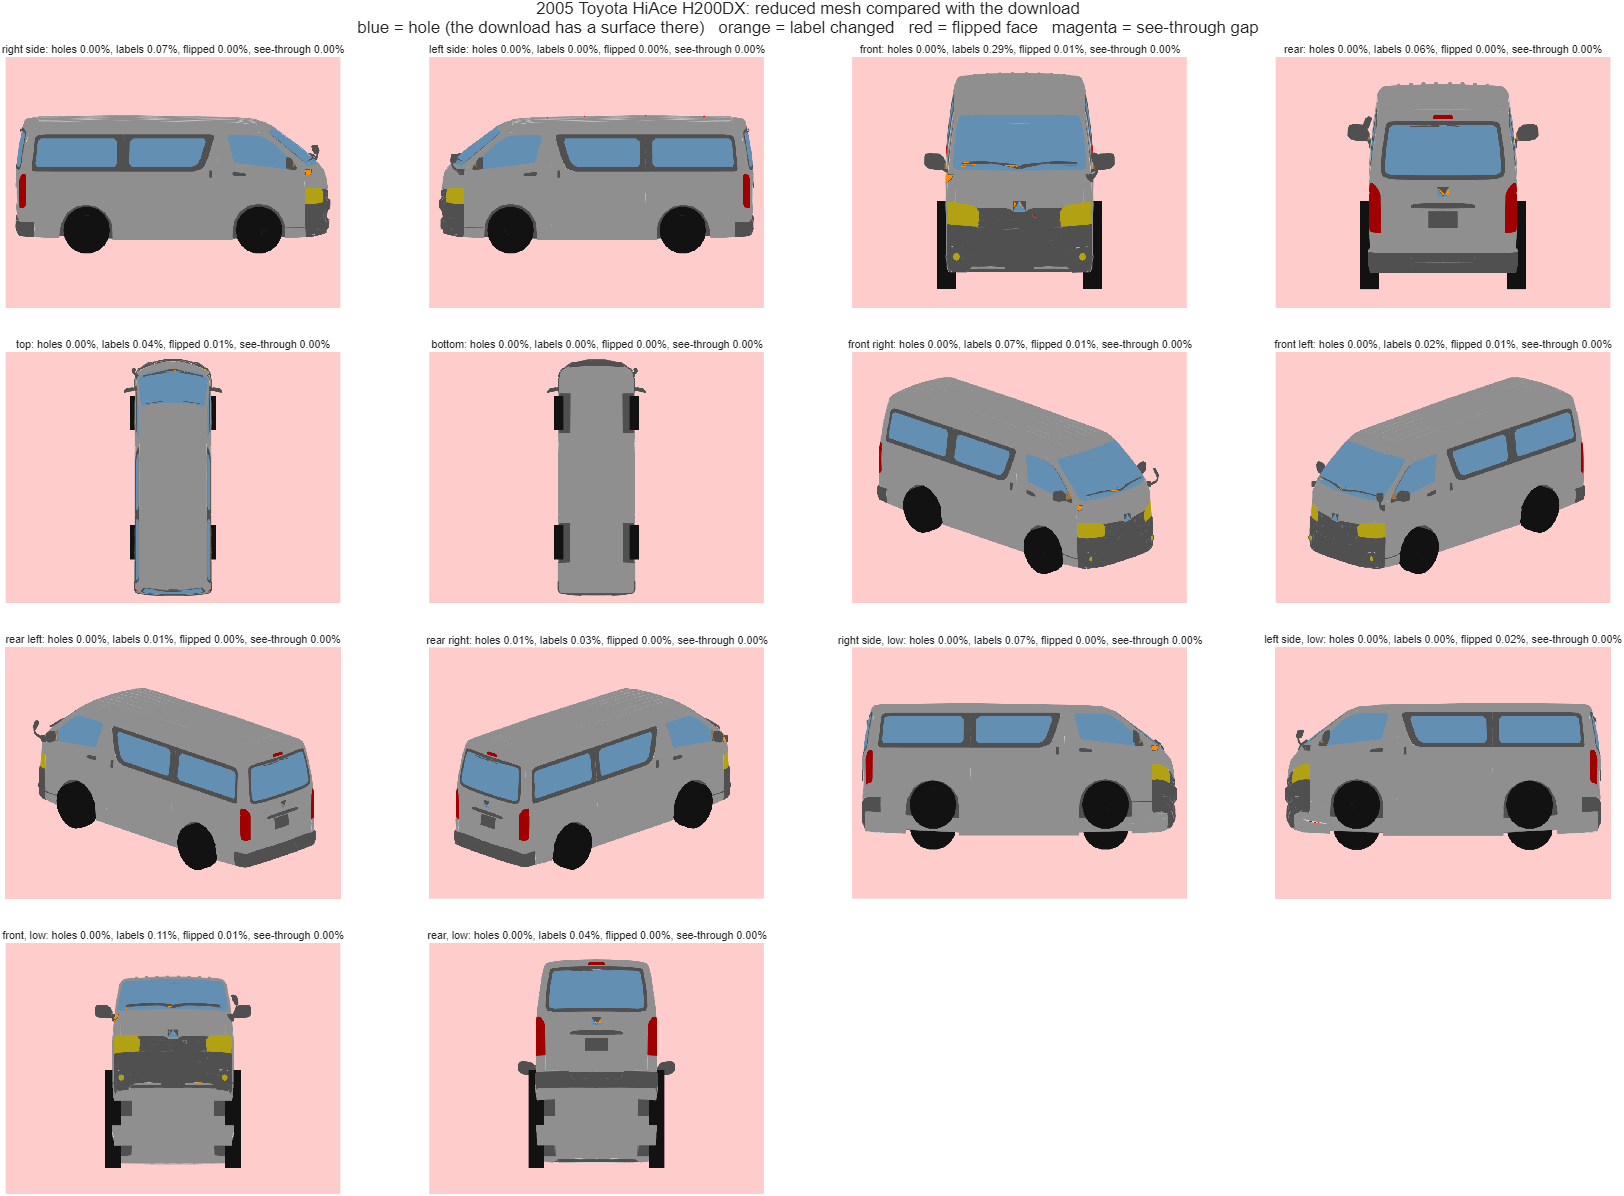 2005 Toyota HiAce H200DX: reduced mesh compared with the download
blue = hole (the download has a surface there)   orange = label changed   red = flipped face   magenta = see-through gap
right side: holes 0.00%, labels 0.07%, flipped 0.00%, see-through 0.00%
left side: holes 0.00%, labels 0.00%, flipped 0.00%, see-through 0.00%
front: holes 0.00%, labels 0.29%, flipped 0.01%, see-through 0.00%
rear: holes 0.00%, labels 0.06%, flipped 0.00%, see-through 0.00%
top: holes 0.00%, labels 0.04%, flipped 0.01%, see-through 0.00%
bottom: holes 0.00%, labels 0.00%, flipped 0.00%, see-through 0.00%
front right: holes 0.00%, labels 0.07%, flipped 0.01%, see-through 0.00%
front left: holes 0.00%, labels 0.02%, flipped 0.01%, see-through 0.00%
rear left: holes 0.00%, labels 0.01%, flipped 0.00%, see-through 0.00%
rear right: holes 0.01%, labels 0.03%, flipped 0.00%, see-through 0.00%
right side, low: holes 0.00%, labels 0.07%, flipped 0.00%, see-through 0.00%
left side, low: holes 0.00%, labels 0.00%, flipped 0.02%, see-through 0.00%
front, low: holes 0.00%, labels 0.11%, flipped 0.01%, see-through 0.00%
rear, low: holes 0.00%, labels 0.04%, flipped 0.00%, see-through 0.00%